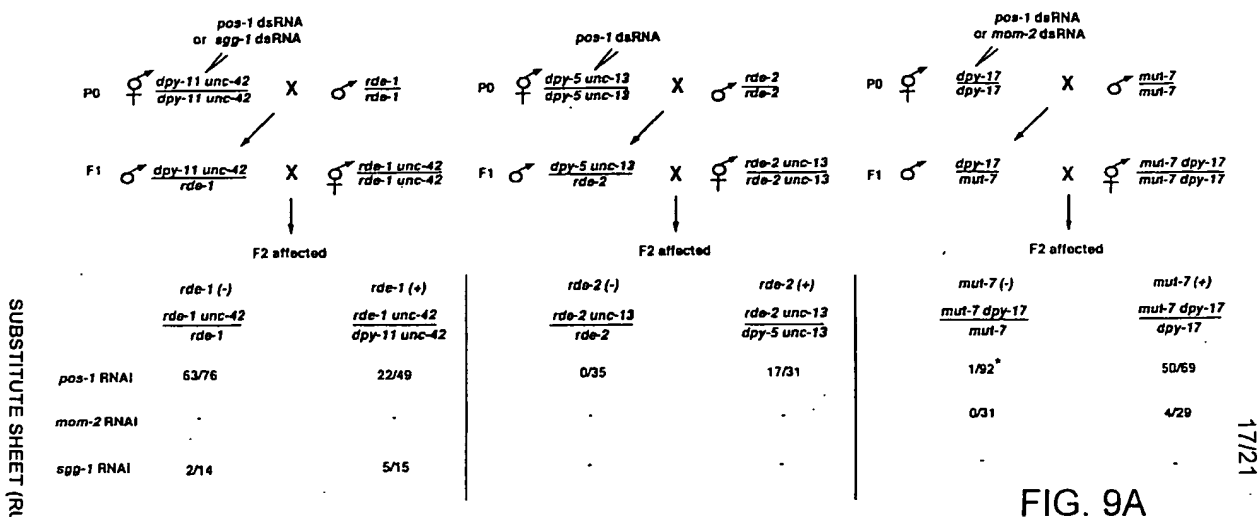 pos-1 dsRNA
or sgg-1 dsRNA
P0 dpy-11 unc-42 X rde-1
dpy-11 unc-42 rde-1
F1 dpy-11 unc-42 X rde-1 unc-42
rde-1 rde-1 unc-42
F2 affected
rde-1 (-) rde-1 (+)
rde-1 unc-42 rde-1 unc-42
rde-1 dpy-11 unc-42
pos-1 RNAi 63/76 22/49
mom-2 RNAi - -
sgg-1 RNAi 2/14 5/15
pos-1 dsRNA
P0 dpy-5 unc-13 X rde-2
dpy-5 unc-13 rde-2
F1 dpy-5 unc-13 X rde-2 unc-13
rde-2 rde-2 unc-13
F2 affected
rde-2 (-) rde-2 (+)
rde-2 unc-13 rde-2 unc-13
rde-2 dpy-5 unc-13
0/35 17/31
- -
- -
pos-1 dsRNA
or mom-2 dsRNA
P0 dpy-17 X mut-7
dpy-17 mut-7
F1 dpy-17 X mut-7 dpy-17
mut-7 mut-7 dpy-17
F2 affected
mut-7 (-) mut-7 (+)
mut-7 dpy-17 mut-7 dpy-17
mut-7 dpy-17
1/92* 50/69
0/31 4/29
- -
SUBSTITUTE SHEET
17/21
FIG. 9A